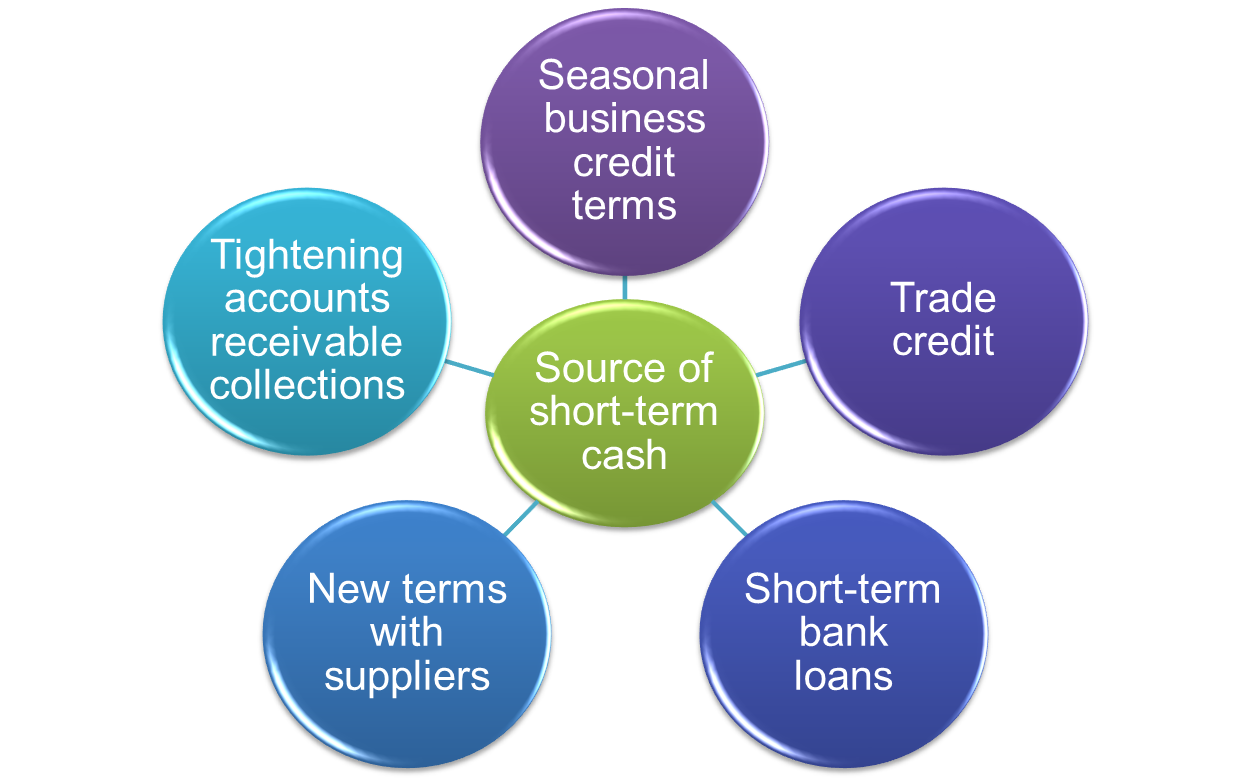 Seasonal
business
credit
terms
Trade
credit
Short-term
bank
loans
New terms
with
suppliers
Tightening
accounts
receivable
collections
Source of
short-term
cash